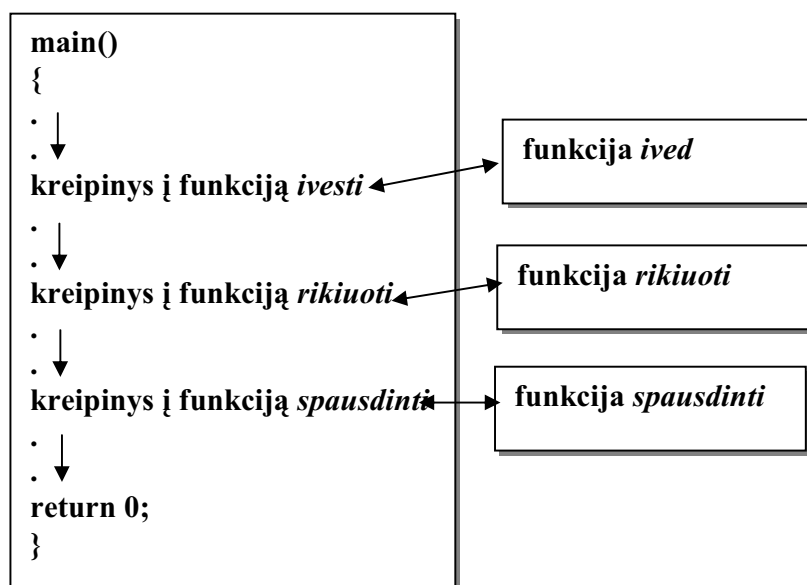 main()
{
.
.
kreipinys į funkciją ivesti
.
.
kreipinys į funkciją rikiuoti
.
.
kreipinys į funkciją spausdinti
.
.
return 0;
}
funkcija ived
funkcija rikiuoti
funkcija spausdinti